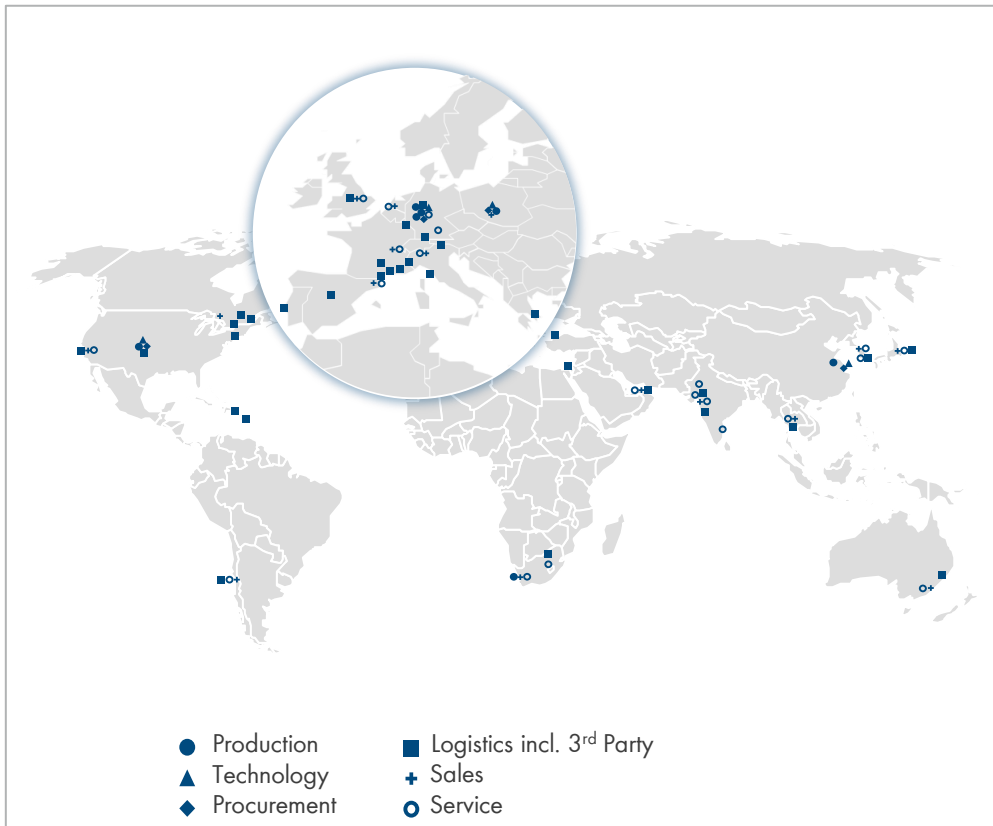 Production
Technology
Procurement
Logistics incl. 3rd Party
Sales
Service